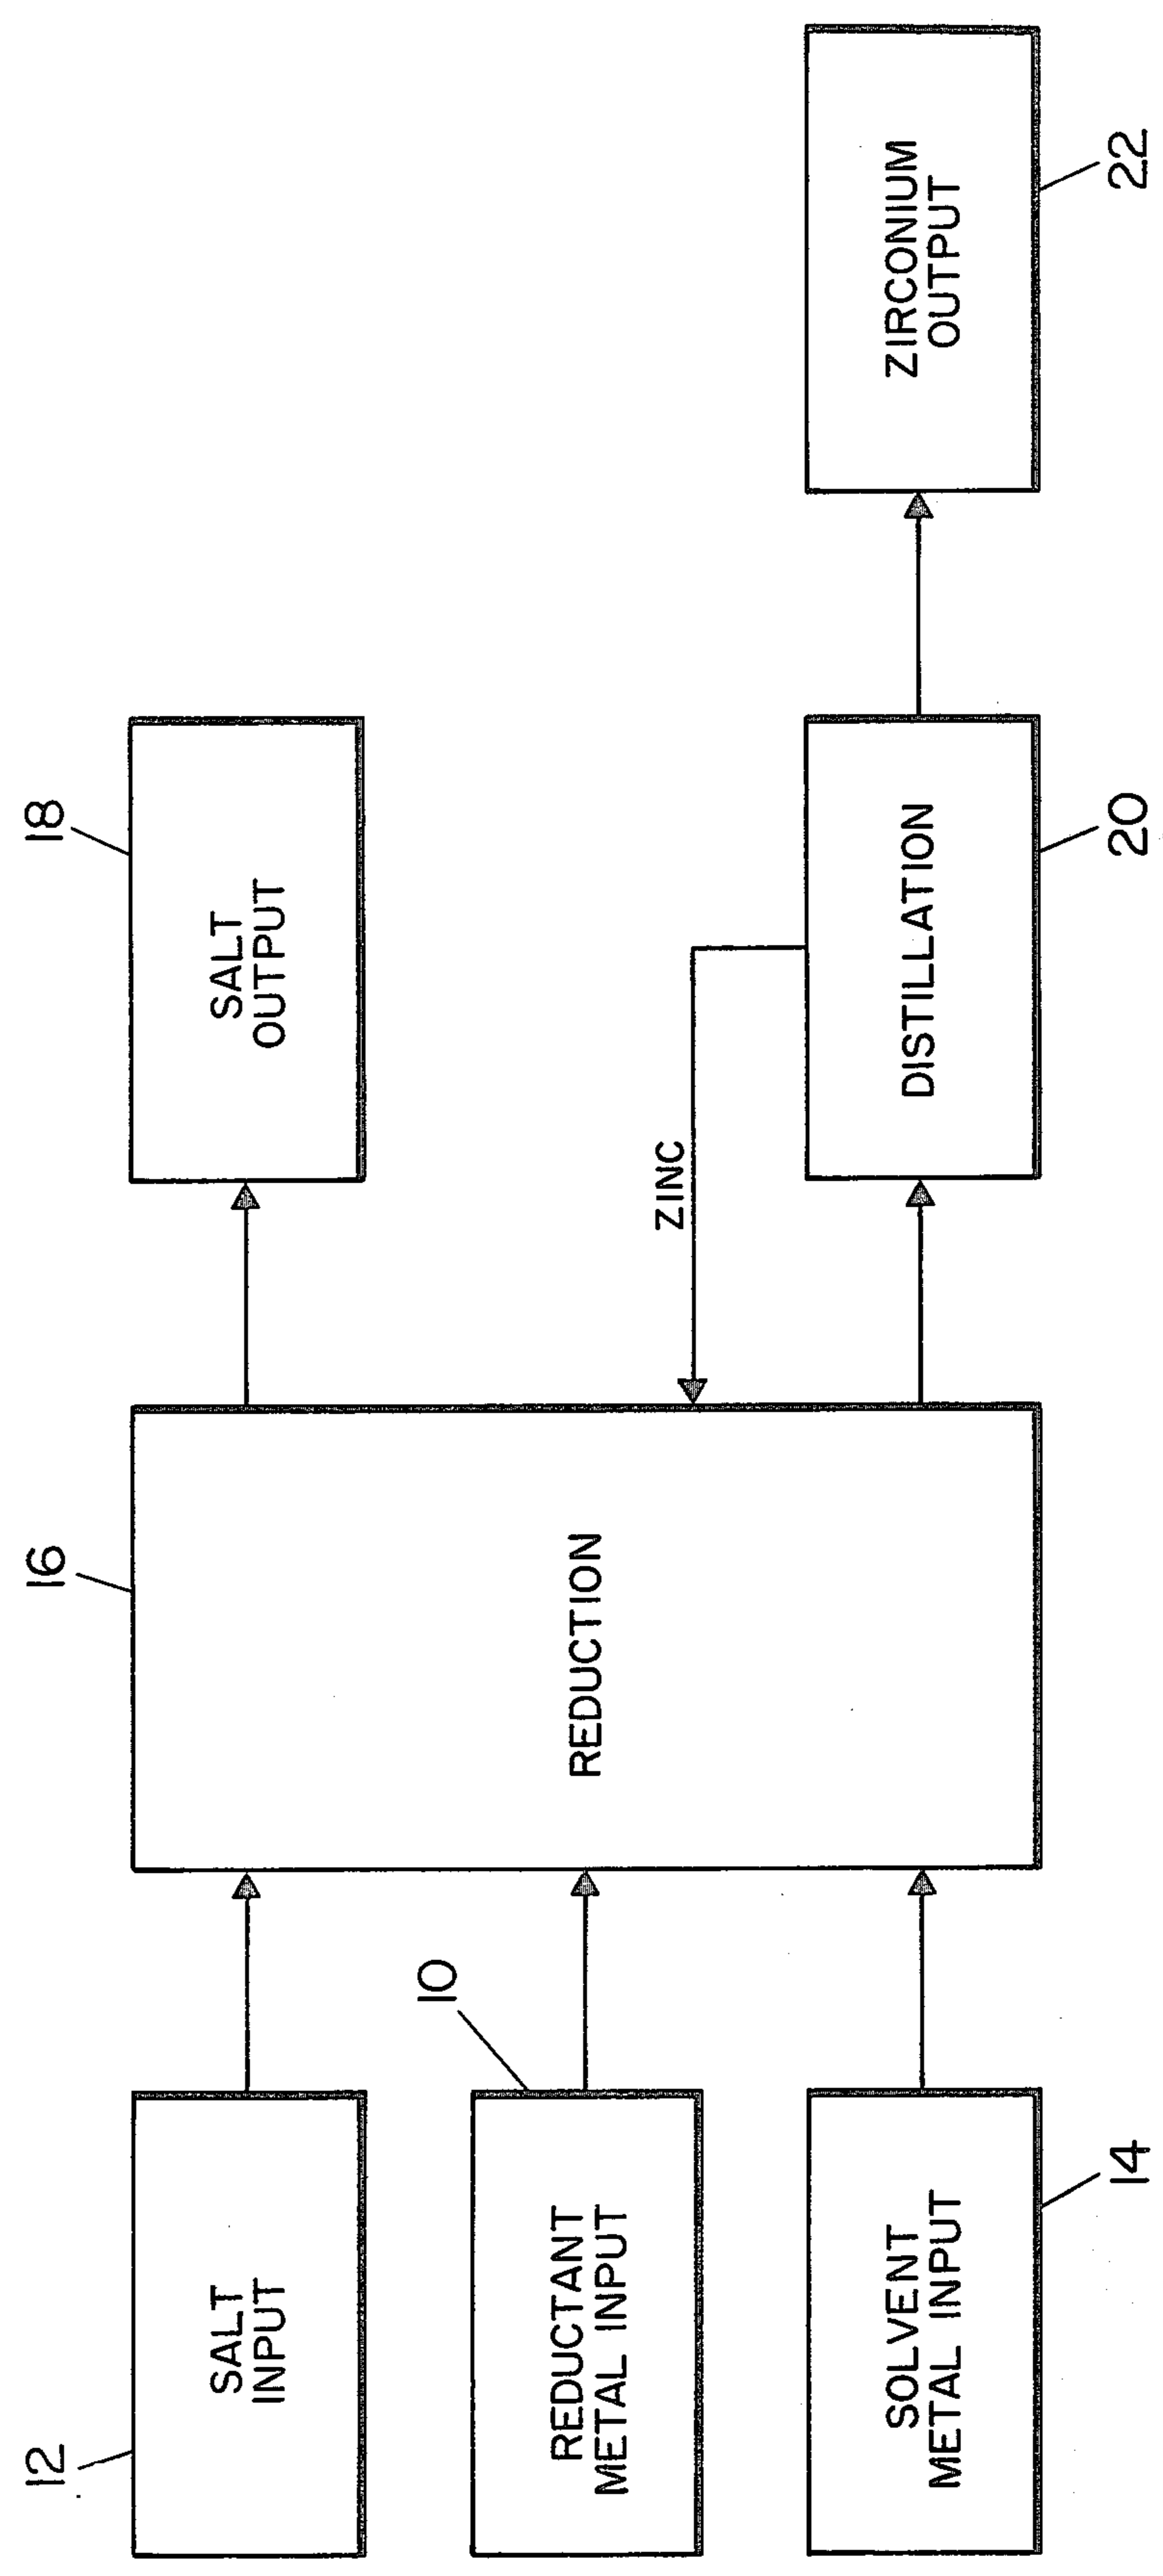 12
SALT
INPUT
10
REDUCTANT
METAL INPUT
SOLVENT
METAL INPUT
14
16
REDUCTION
18
SALT
OUTPUT
ZINC
DISTILLATION
20
ZIRCONIUM
OUTPUT
22